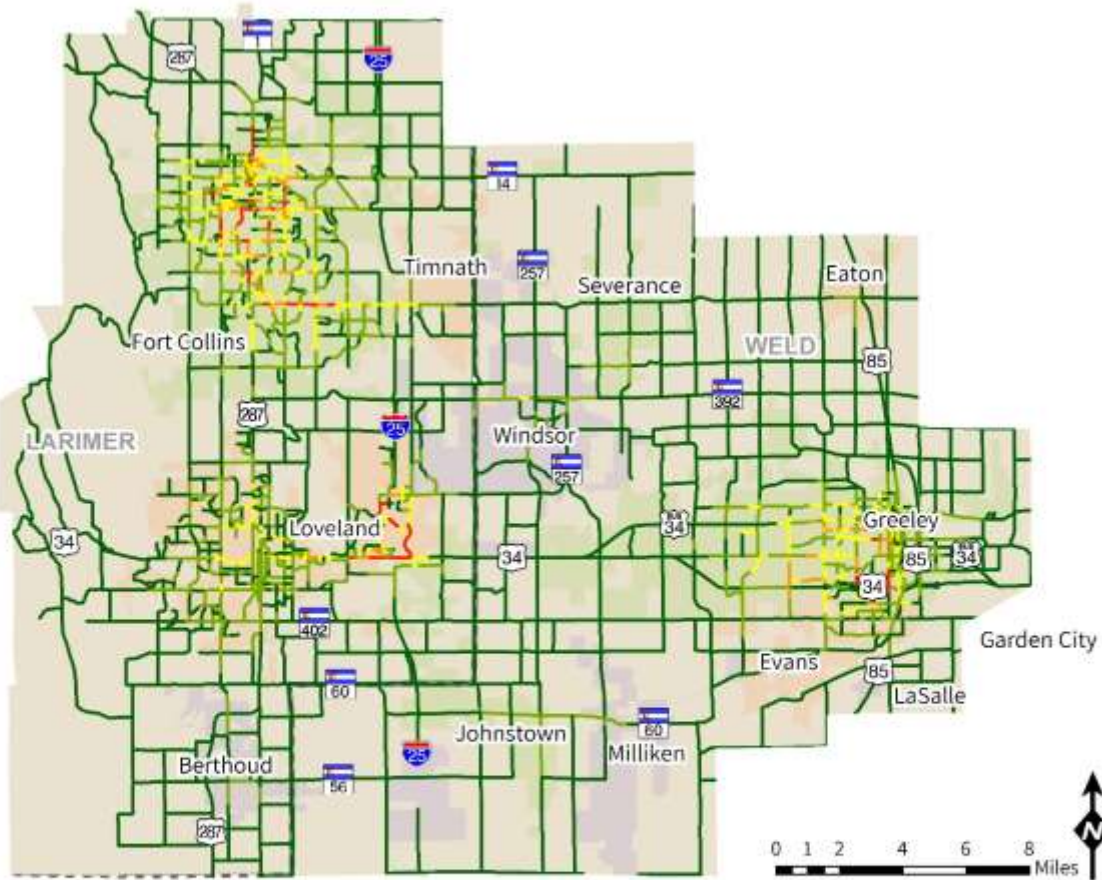 287
25
14
257
Timnath
Severance
Eaton
Fort Collins
WELD
85
392
287
25
LARIMER
Windsor
257
Loveland
34
34
34
Greeley
85
34
34
402
Garden City
Evans
85
LaSalle
60
Johnstown
60
Milliken
25
Berthoud
56
287
0 1 2 4 6 8
Miles
N